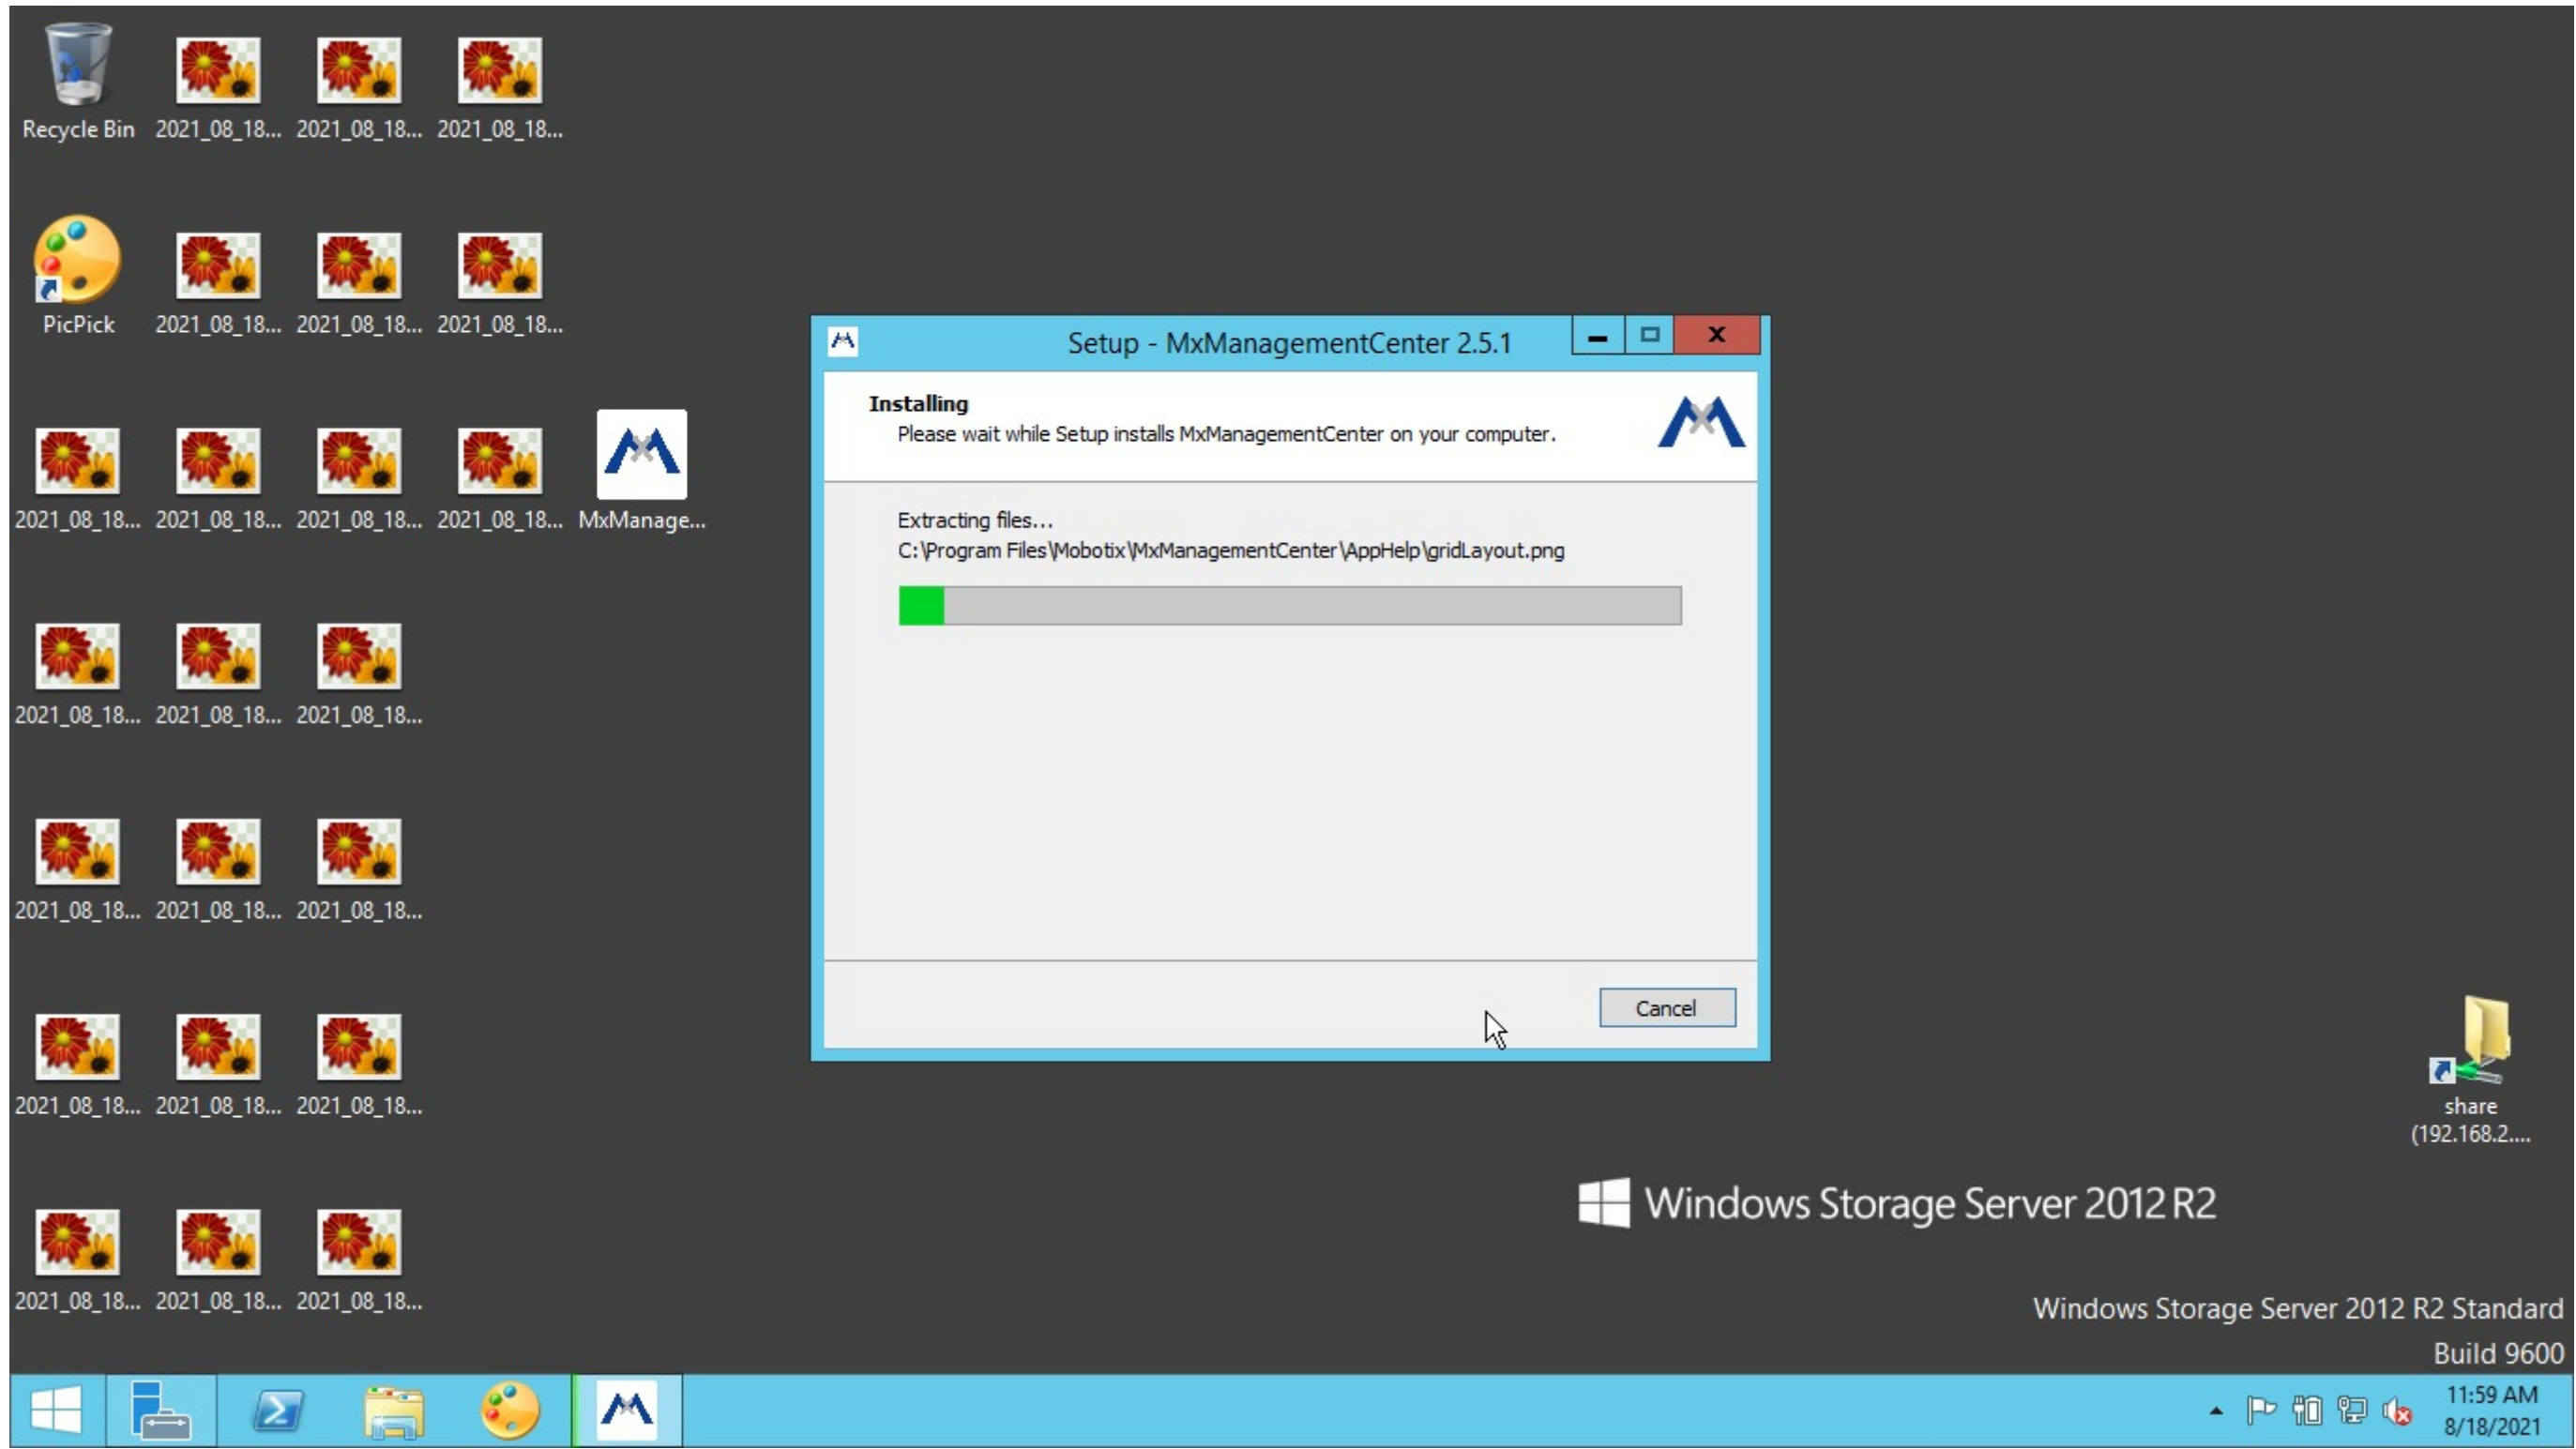 Recycle Bin
2021_08_18...
2021_08_18...
2021_08_18...
PicPick
2021_08_18...
2021_08_18...
2021_08_18...
2021_08_18...
2021_08_18...
2021_08_18...
2021_08_18...
MxManage...
2021_08_18...
2021_08_18...
2021_08_18...
2021_08_18...
2021_08_18...
2021_08_18...
2021_08_18...
2021_08_18...
2021_08_18...
2021_08_18...
2021_08_18...
2021_08_18...
Setup - MxManagementCenter 2.5.1
Installing
Please wait while Setup installs MxManagementCenter on your computer.
Extracting files...
C:\Program Files\Mobotix\MxManagementCenter\AppHelp\gridLayout.png
Cancel
share
(192.168.2....
Windows Storage Server 2012 R2
Windows Storage Server 2012 R2 Standard
Build 9600
11:59 AM
8/18/2021